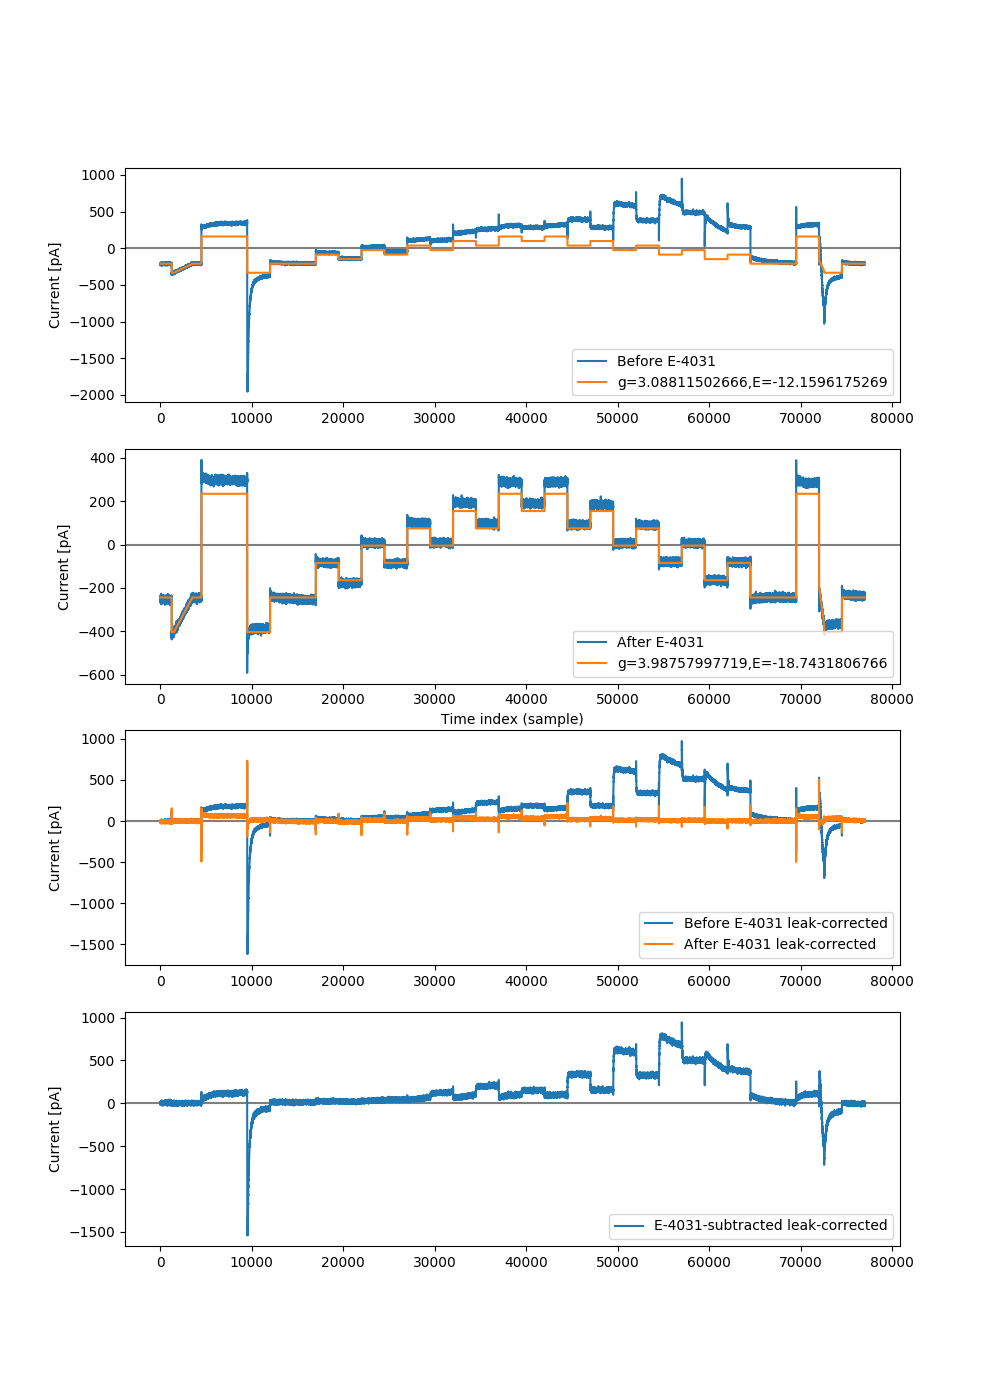 1000
500
0
−500
−1000
−1500
−2000
Current [pA]
Before E-4031
g=3.08811502666,E=-12.1596175269
0 10000 20000 30000 40000 50000 60000 70000 80000
400
200
0
−200
−400
−600
Current [pA]
After E-4031
g=3.98757997719,E=-18.7431806766
0 10000 20000 30000 40000 50000 60000 70000 80000
Time index (sample)
1000
500
0
−500
−1000
−1500
Current [pA]
Before E-4031 leak-corrected
After E-4031 leak-corrected
0 10000 20000 30000 40000 50000 60000 70000 80000
1000
500
0
−500
−1000
−1500
Current [pA]
E-4031-subtracted leak-corrected
0 10000 20000 30000 40000 50000 60000 70000 80000